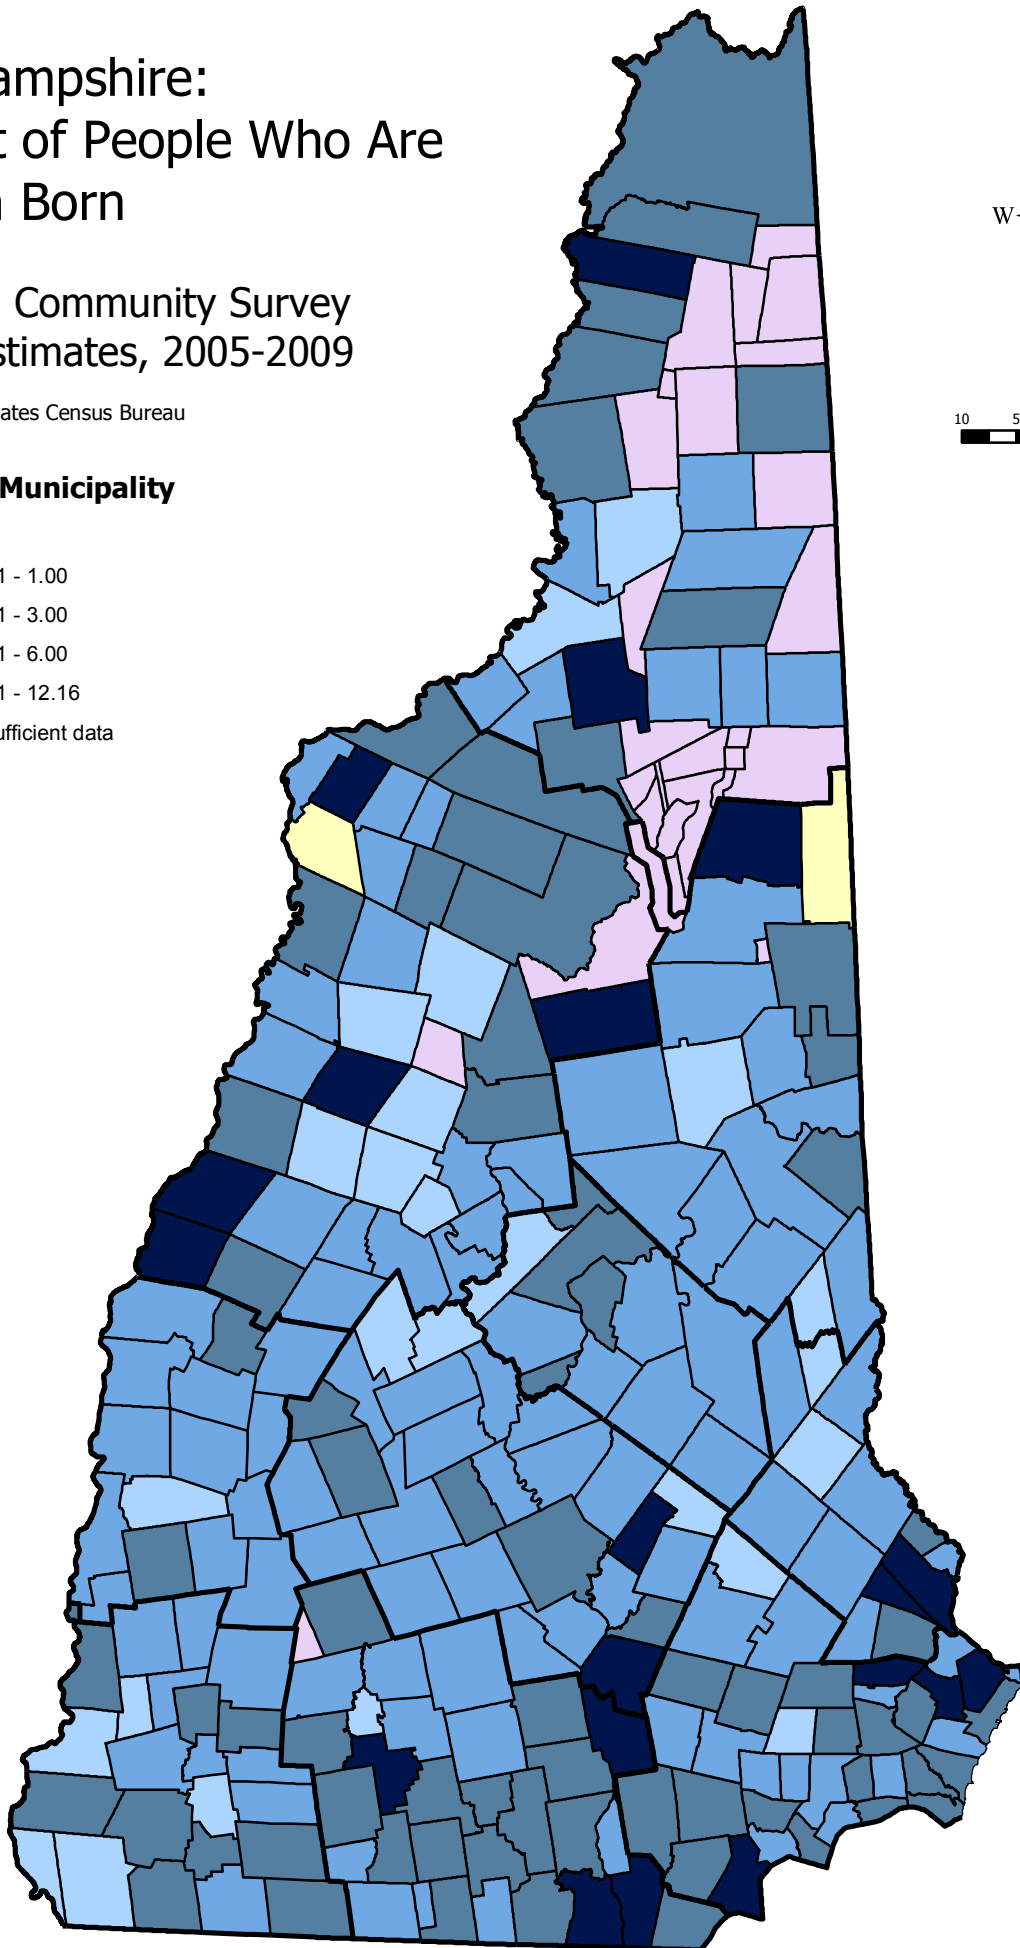 ampshire:
t of People Who Are
n Born
Community Survey
stimates, 2005-2009
ates Census Bureau
Municipality
1 - 1.00
1 - 3.00
1 - 6.00
1 - 12.16
ufficient data
W
10 5